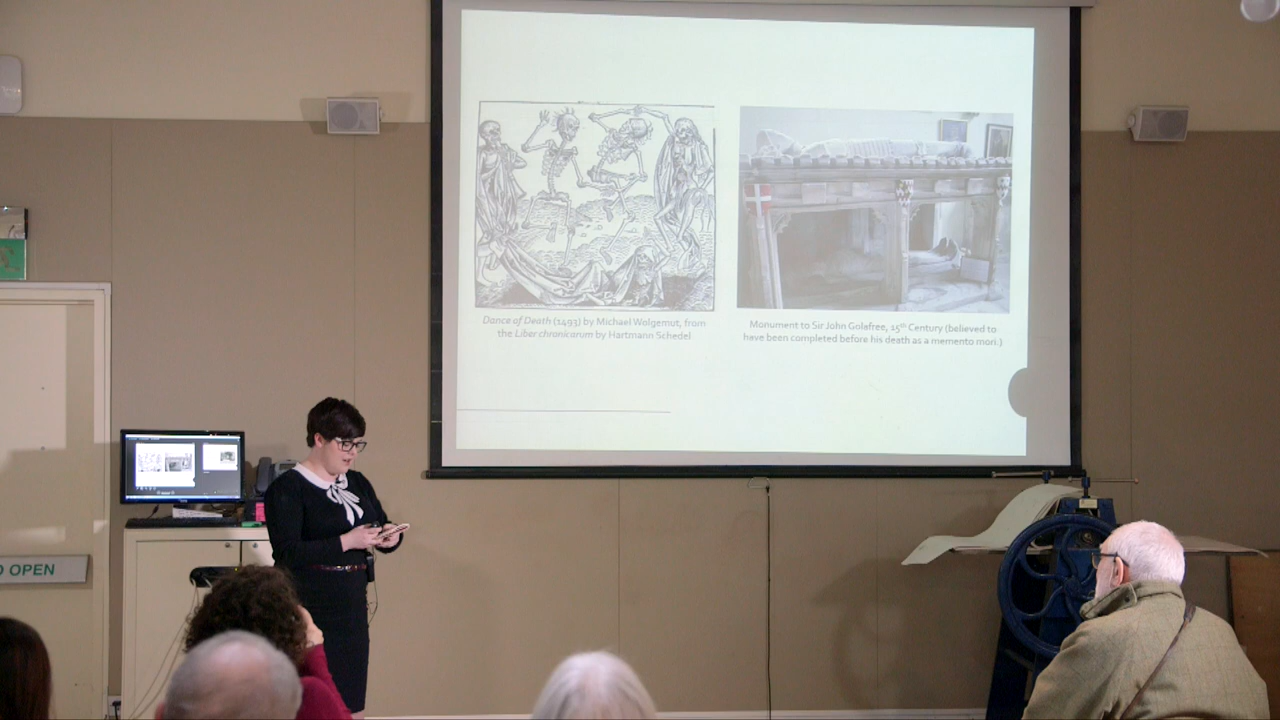 Dance of Death (1493) by Michael Wolgemut, from
the Liber chronicarum by Hartmann Schedel
Monument to Sir John Golafree, 15th Century (believed to
have been completed before his death as a memento mori.)
O OPEN